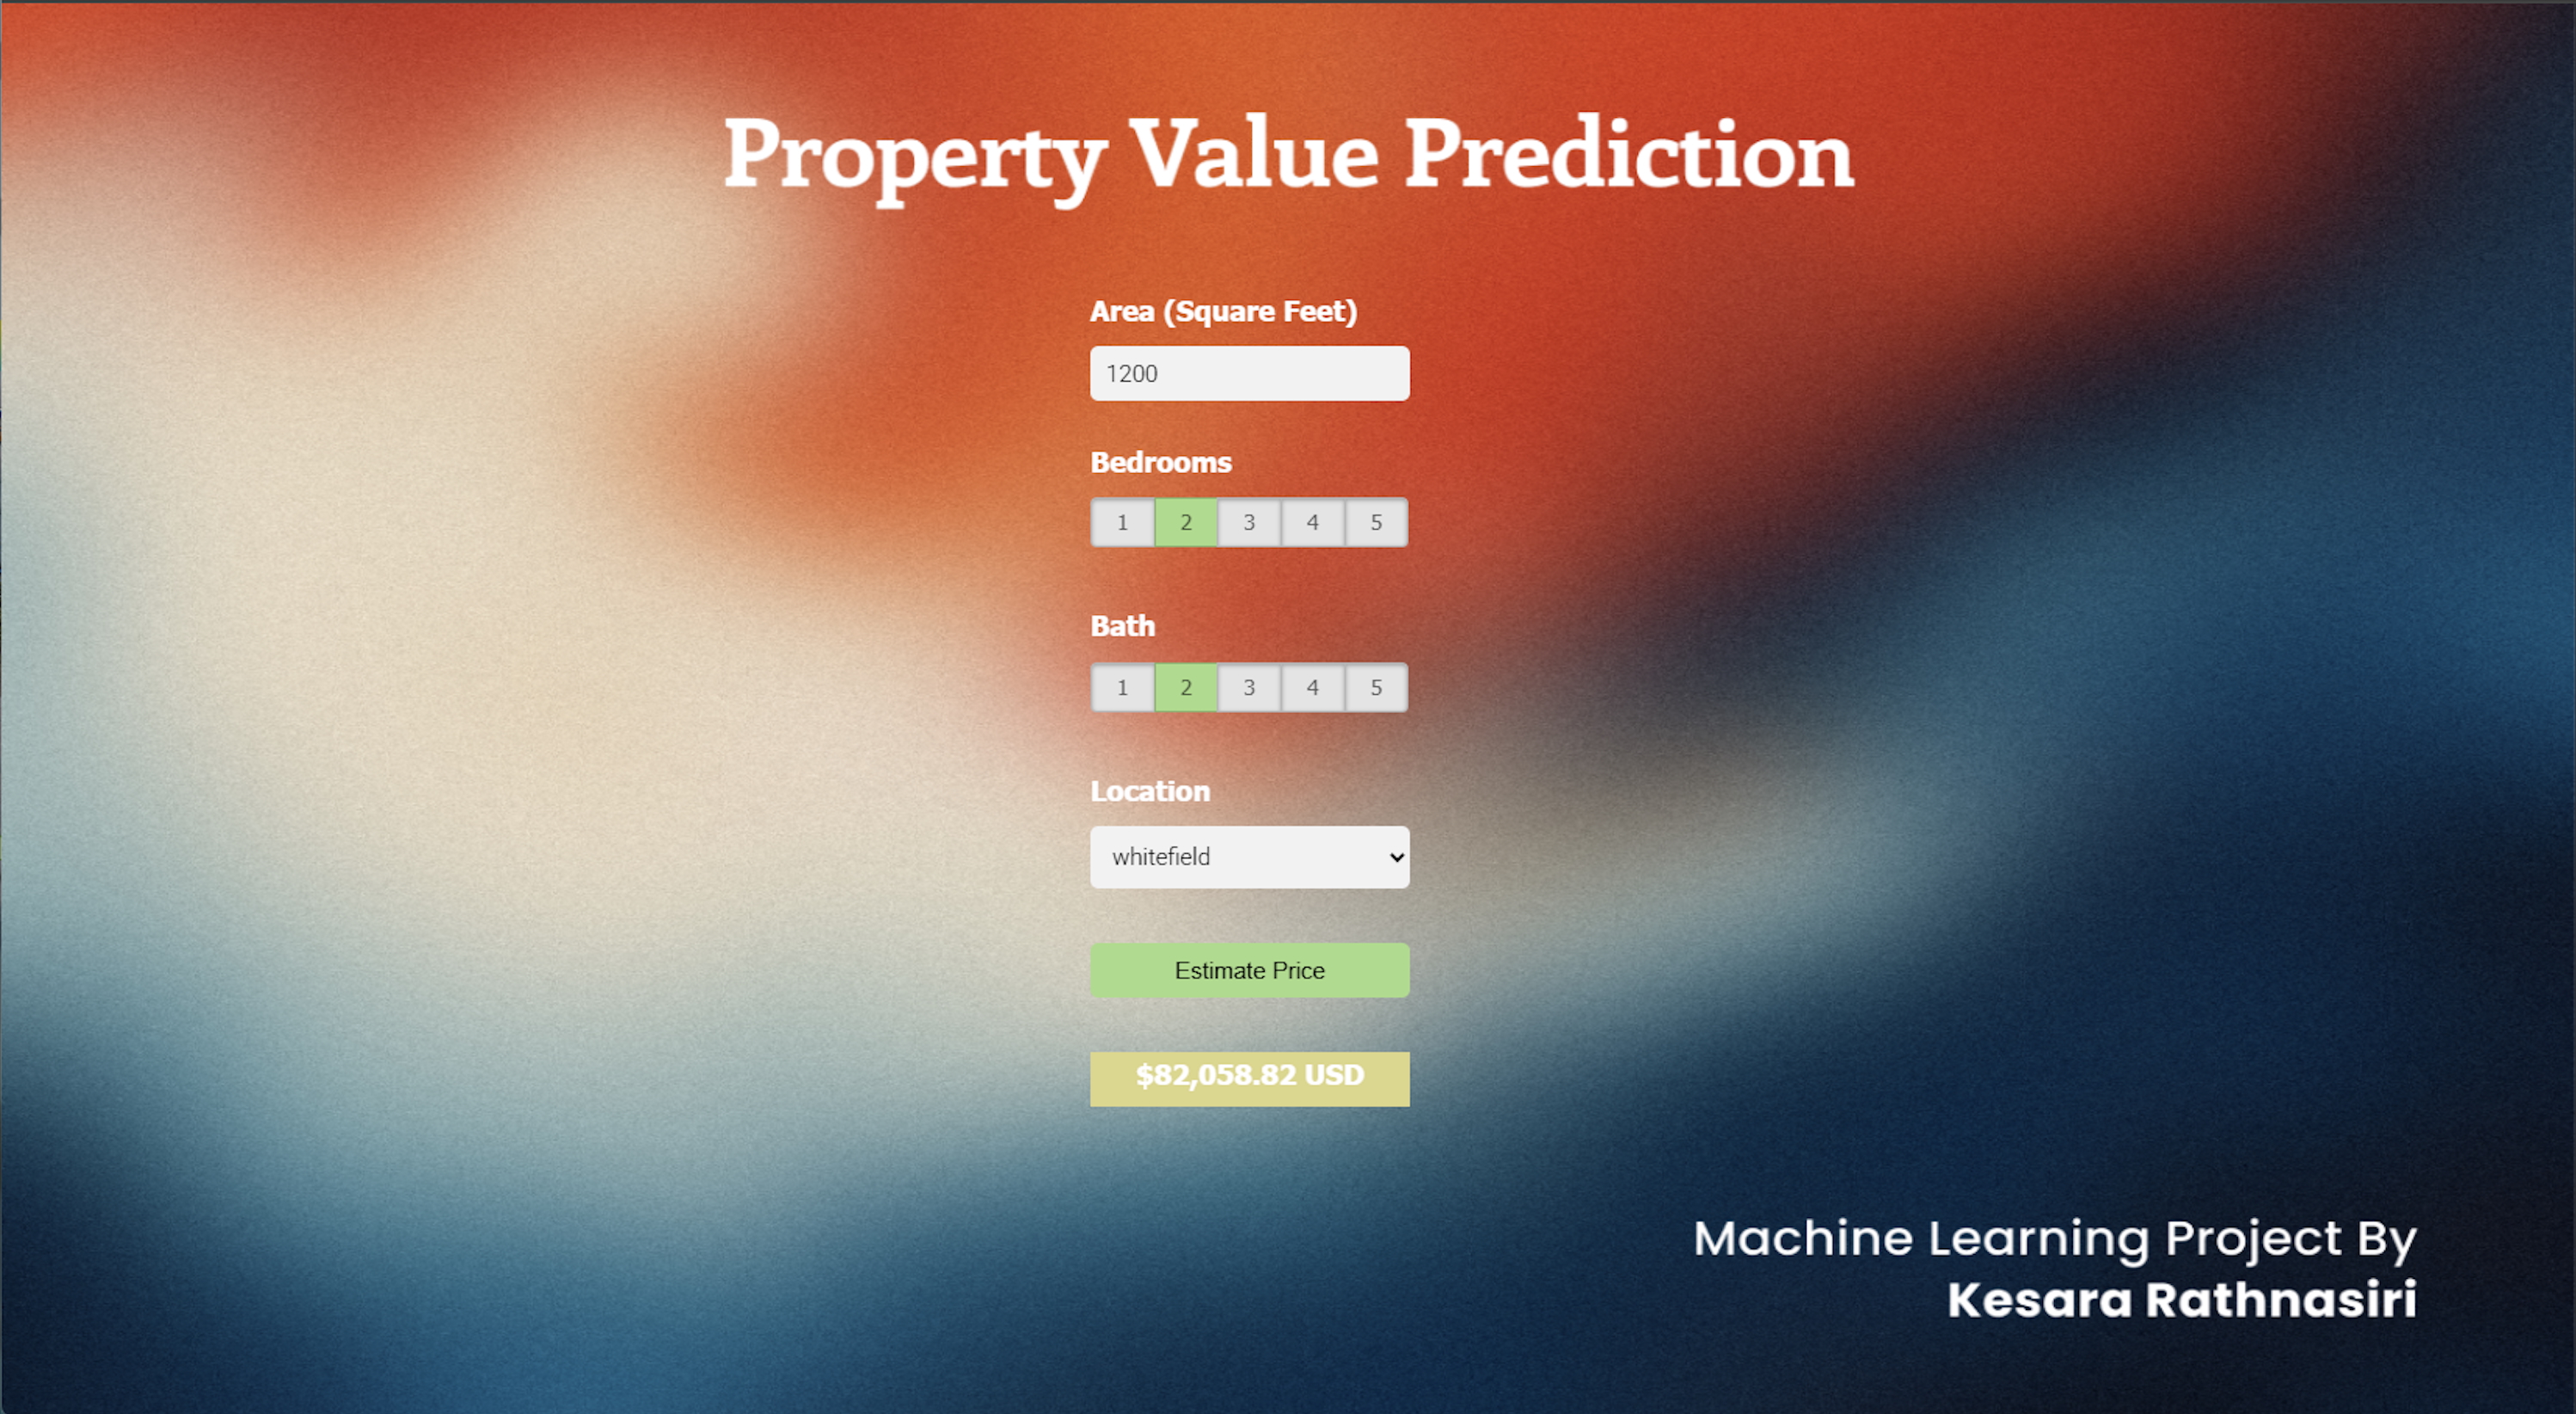 Property Value Prediction
Area (Square Feet)
1200
Bedrooms
1 2 3 4 5
Bath
1 2 3 4 5
Location
whitefield
Estimate Price
$82,058.82 USD
Machine Learning Project By
Kesara Rathnasiri